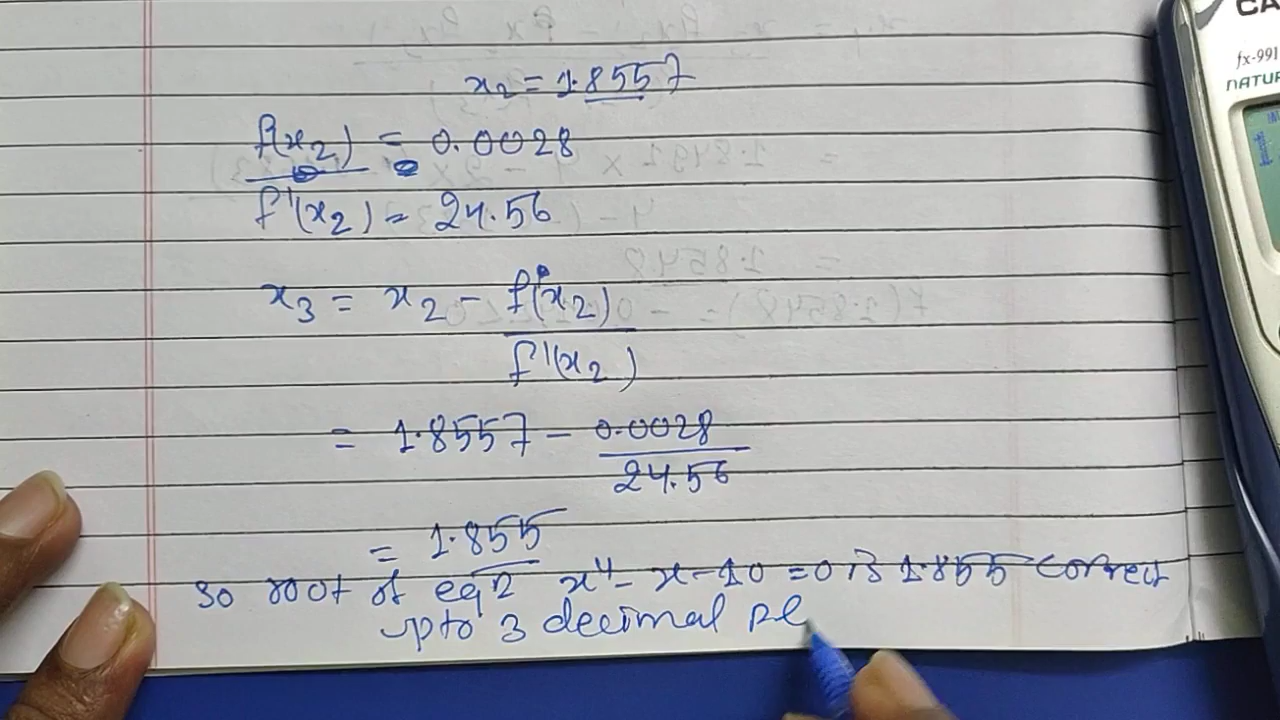 x₂ = 1.8557
f(x₂) = 0.0028
f'(x₂) = 24.56
x₃ = x₂ - f(x₂)
f'(x₂)
= 1.8557 - 0.0028
24.56
= 1.855
so root of eqn x⁴ - x - 10 = 0 is 1.855 correct
upto 3 decimal pl
CA
fx-991
NATU